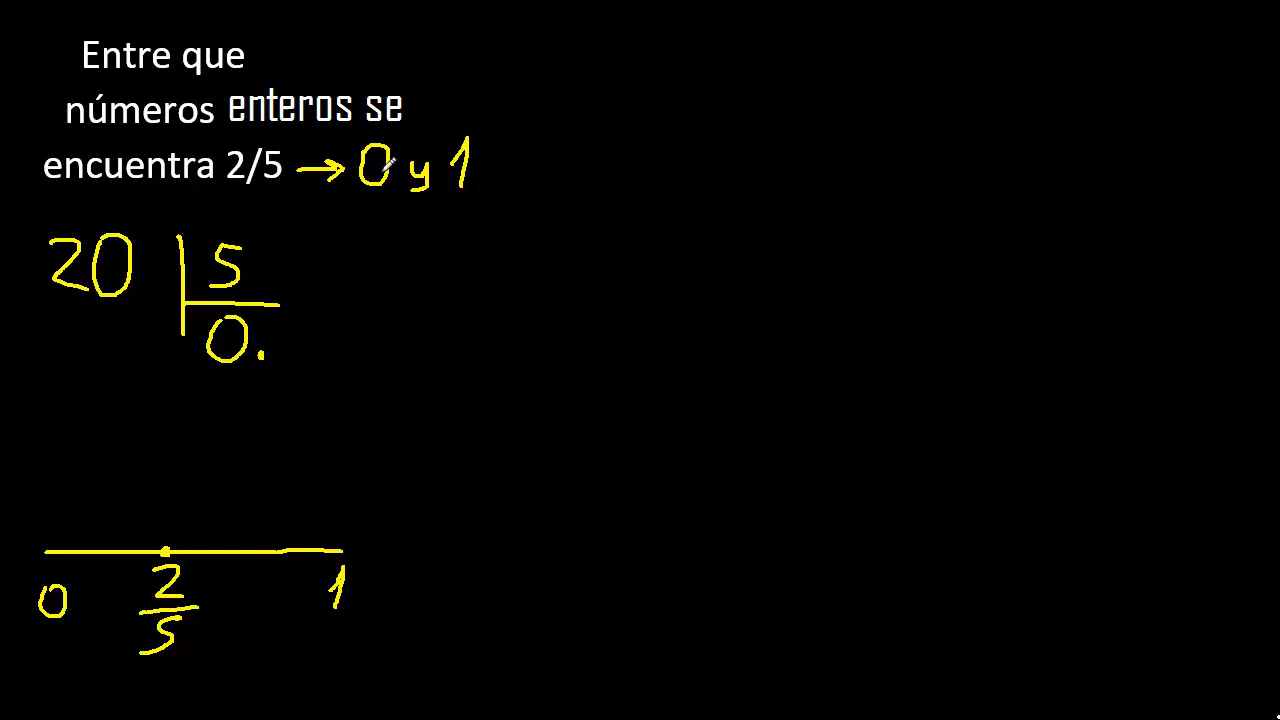 Entre que
números enteros se
encuentra 2/5 → 0 y 1
20 5
0.
0 2/5 1